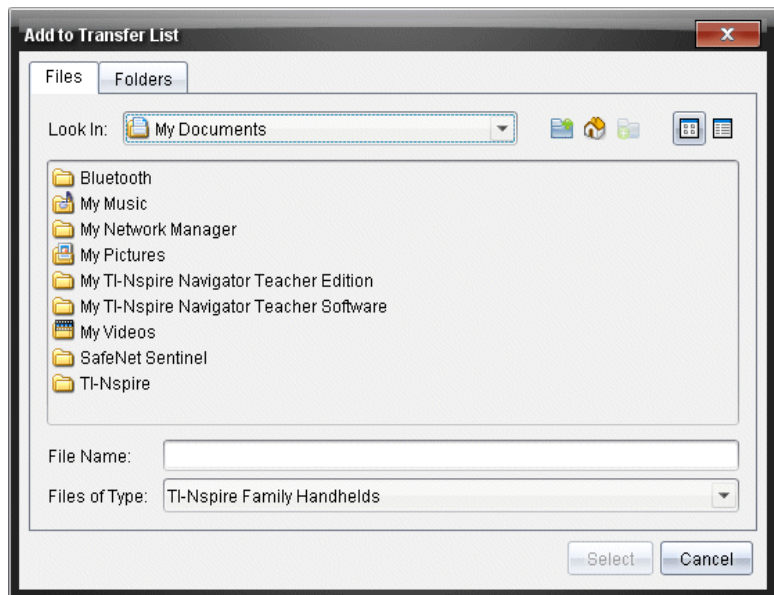 Add to Transfer List
Files
Folders
Look In:
My Documents
Bluetooth
My Music
My Network Manager
My Pictures
My TI-Nspire Navigator Teacher Edition
My TI-Nspire Navigator Teacher Software
My Videos
SafeNet Sentinel
TI-Nspire
File Name:
Files of Type:
TI-Nspire Family Handhelds
Select
Cancel